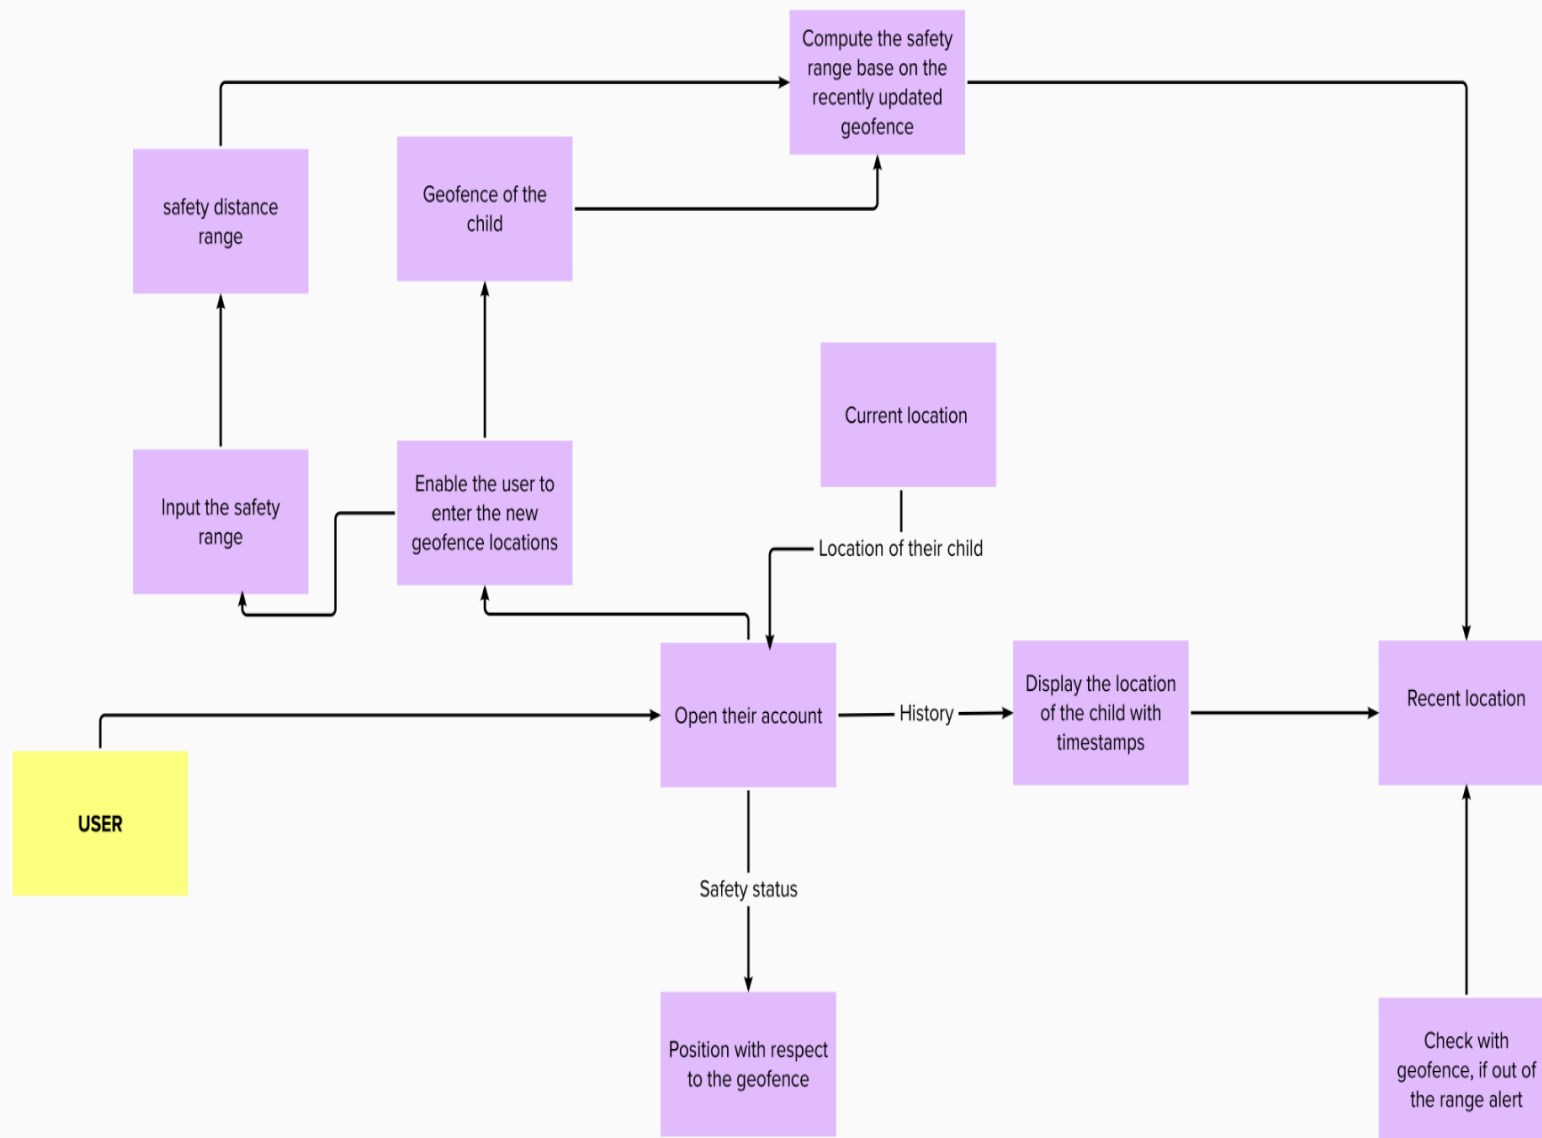 Compute the safety
range base on the
recently updated
geofence
safety distance
range
Geofence of the
child
Current location
Input the safety
range
Enable the user to
enter the new
geofence locations
Location of their child
Open their account
History
Display the location
of the child with
timestamps
Recent location
USER
Safety status
Position with respect
to the geofence
Check with
geofence, if out of
the range alert